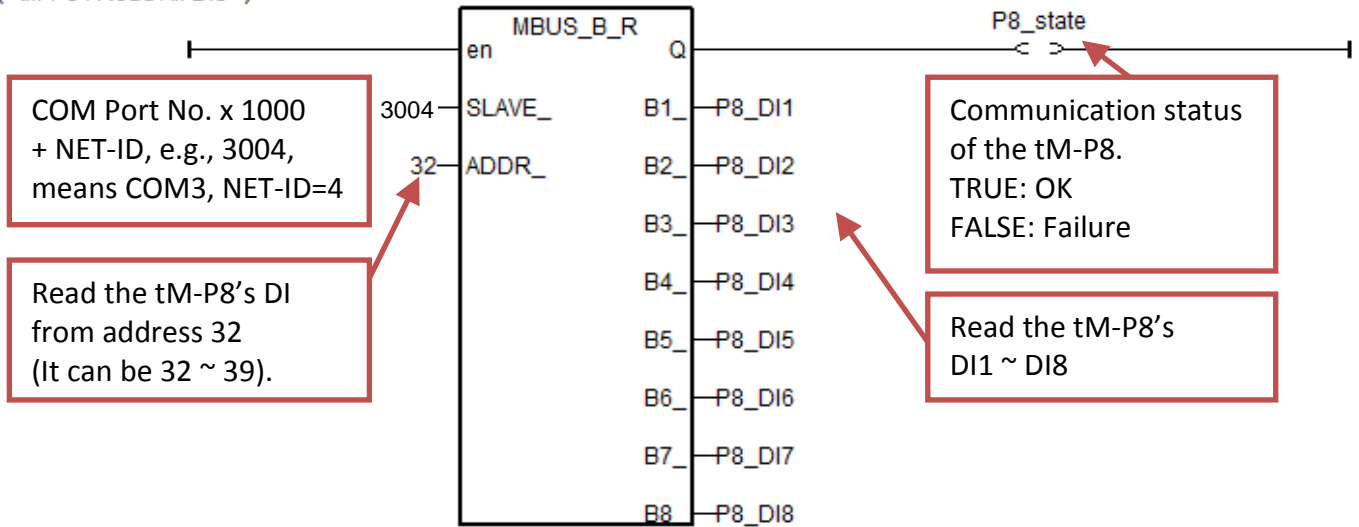 MBUS_B_R
P8_state
en
Q
COM Port No. x 1000
+ NET-ID, e.g., 3004,
means COM3, NET-ID=4
3004
SLAVE_
B1_
P8_DI1
32
ADDR_
B2_
P8_DI2
B3_
P8_DI3
B4_
P8_DI4
B5_
P8_DI5
B6_
P8_DI6
B7_
P8_DI7
B8
P8_DI8
Communication status
of the tM-P8.
TRUE: OK
FALSE: Failure
Read the tM-P8's DI
from address 32
(It can be 32 ~ 39).
Read the tM-P8's
DI1 ~ DI8